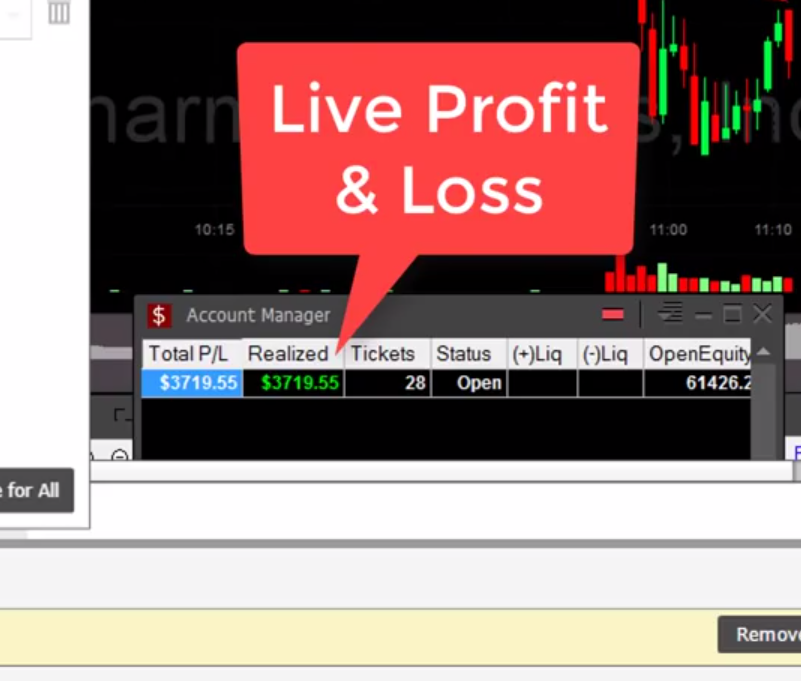 Live Profit
& Loss
10:15
11:00
11:10
$ Account Manager
Total P/L Realized Tickets Status (+)Liq (-)Liq OpenEquity
$3719.55 $3719.55 28 Open 61426.2
for All
Remove